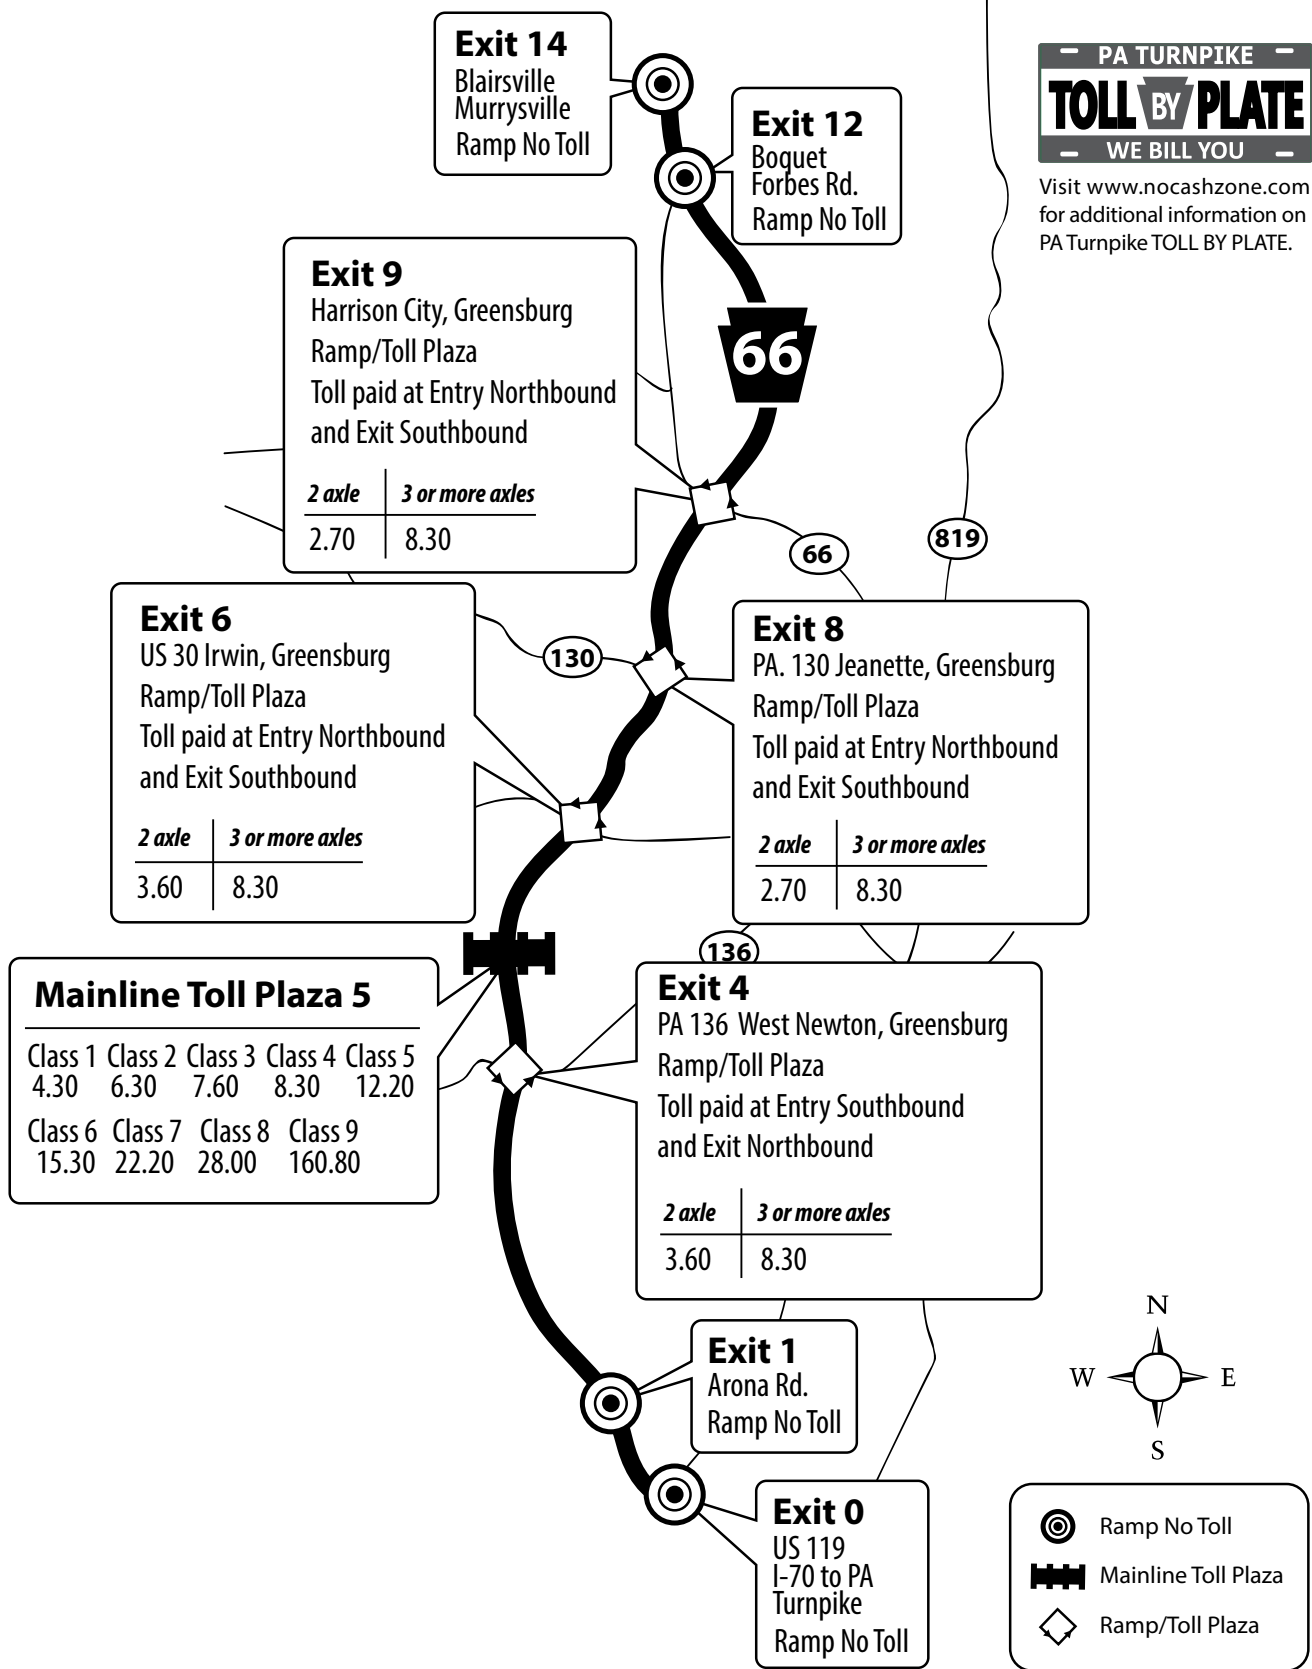 Exit 14
Blairsville
Murrysville
Ramp No Toll
PA TURNPIKE
TOLL BY PLATE
WE BILL YOU
Visit www.nocashzone.com
for additional information on
PA Turnpike TOLL BY PLATE.
Exit 12
Boquet
Forbes Rd.
Ramp No Toll
Exit 9
Harrison City, Greensburg
Ramp/Toll Plaza
Toll paid at Entry Northbound
and Exit Southbound
2 axle 3 or more axles
2.70 8.30
66
66
819
130
Exit 6
US 30 Irwin, Greensburg
Ramp/Toll Plaza
Toll paid at Entry Northbound
and Exit Southbound
2 axle 3 or more axles
3.60 8.30
Exit 8
PA. 130 Jeanette, Greensburg
Ramp/Toll Plaza
Toll paid at Entry Northbound
and Exit Southbound
2 axle 3 or more axles
2.70 8.30
136
Mainline Toll Plaza 5
Class 1 Class 2 Class 3 Class 4 Class 5
4.30 6.30 7.60 8.30 12.20
Class 6 Class 7 Class 8 Class 9
15.30 22.20 28.00 160.80
Exit 4
PA 136 West Newton, Greensburg
Ramp/Toll Plaza
Toll paid at Entry Southbound
and Exit Northbound
2 axle 3 or more axles
3.60 8.30
Exit 1
Arona Rd.
Ramp No Toll
Exit 0
US 119
I-70 to PA
Turnpike
Ramp No Toll
N
W E
S
Ramp No Toll
Mainline Toll Plaza
Ramp/Toll Plaza